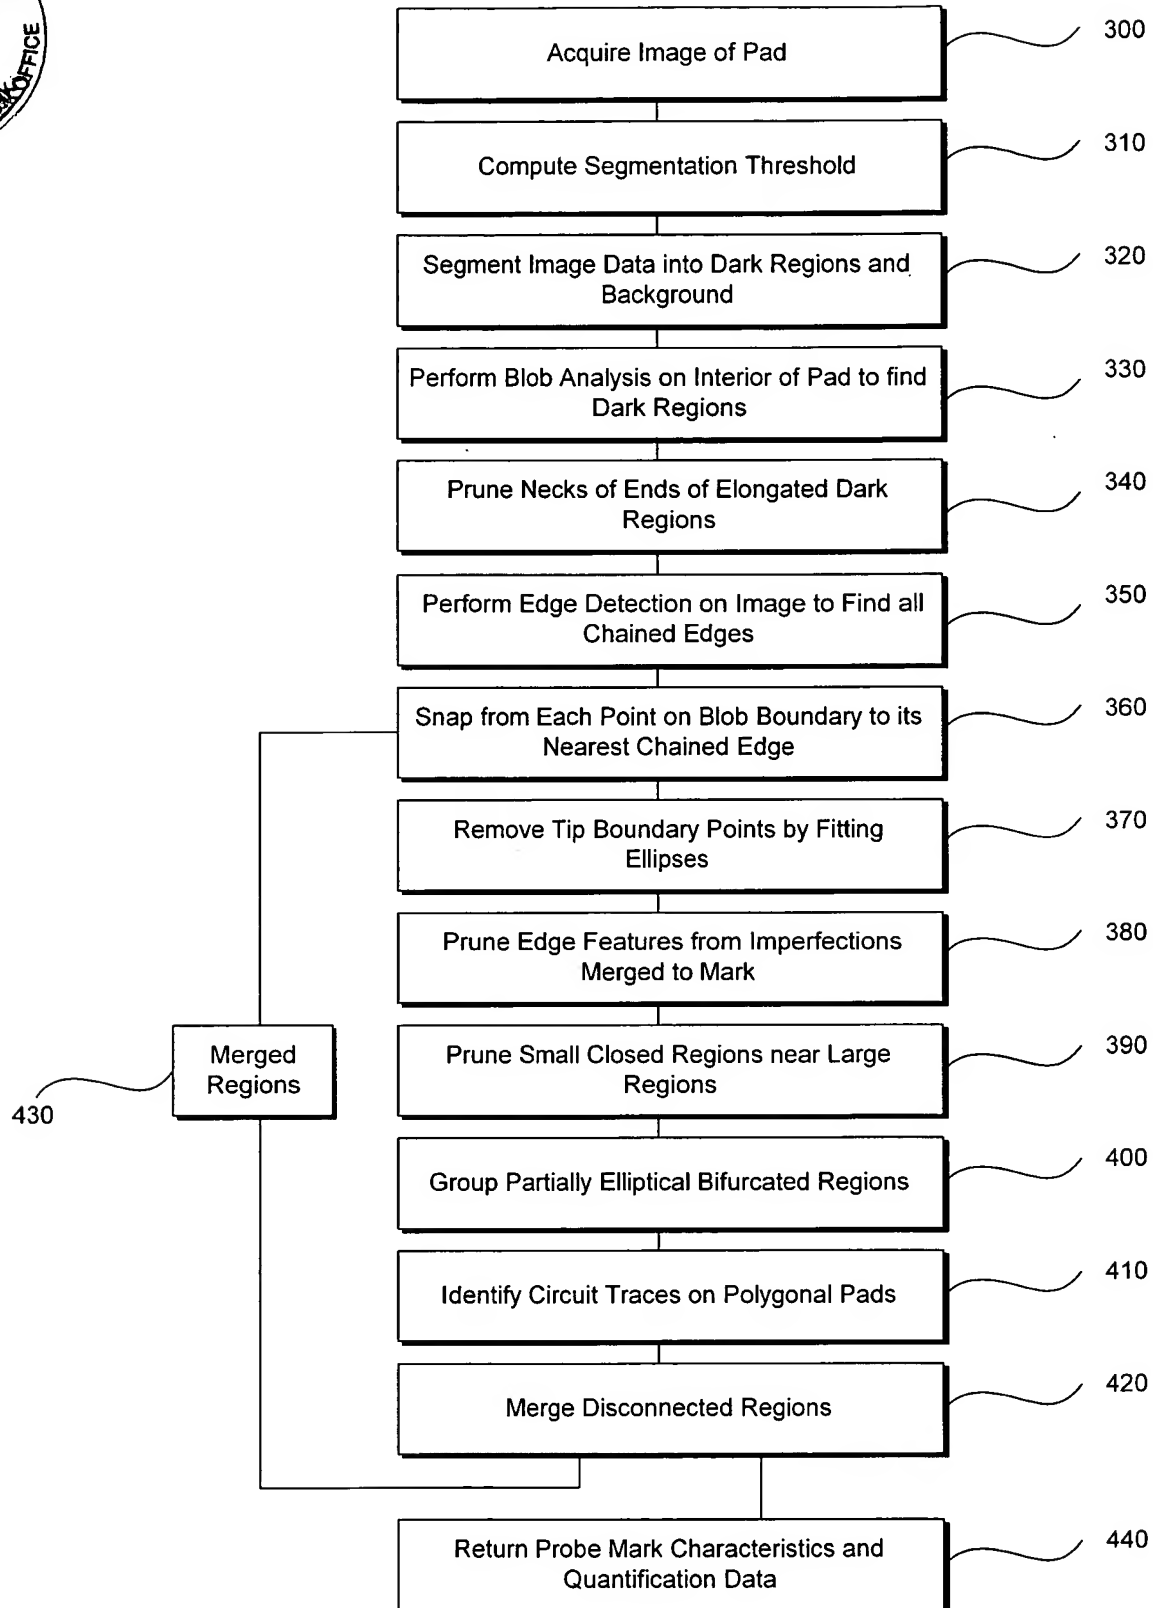 OFFICE
Acquire Image of Pad
300
Compute Segmentation Threshold
310
Segment Image Data into Dark Regions and
Background
320
Perform Blob Analysis on Interior of Pad to find
Dark Regions
330
Prune Necks of Ends of Elongated Dark
Regions
340
Perform Edge Detection on Image to Find all
Chained Edges
350
Snap from Each Point on Blob Boundary to its
Nearest Chained Edge
360
Remove Tip Boundary Points by Fitting
Ellipses
370
Prune Edge Features from Imperfections
Merged to Mark
380
Merged
Regions
430
Prune Small Closed Regions near Large
Regions
390
Group Partially Elliptical Bifurcated Regions
400
Identify Circuit Traces on Polygonal Pads
410
Merge Disconnected Regions
420
Return Probe Mark Characteristics and
Quantification Data
440